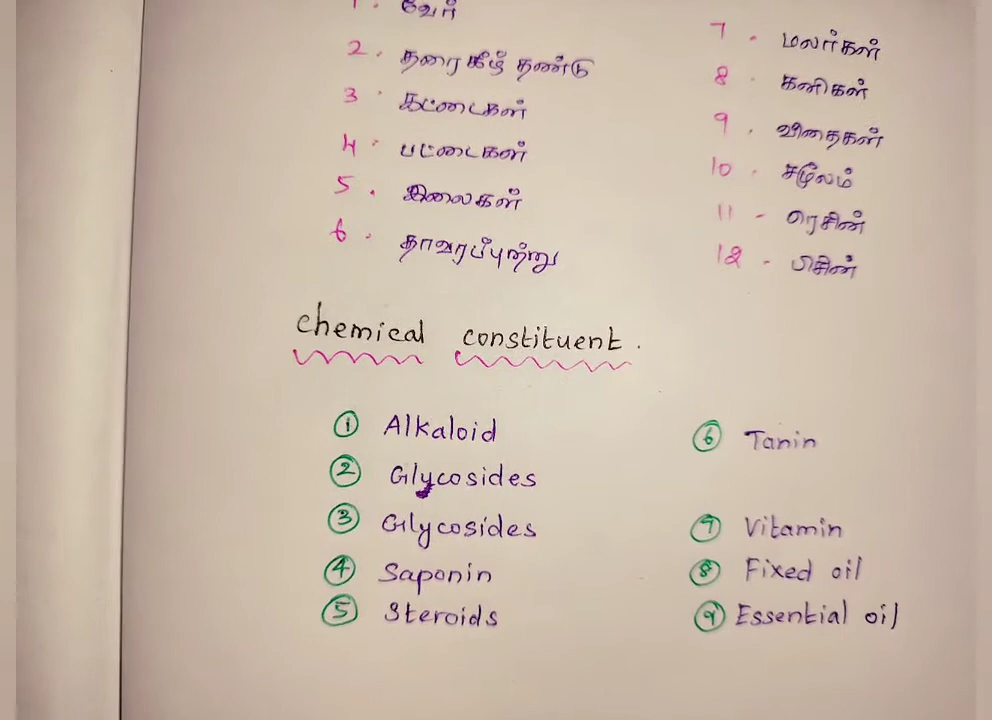 1. வேர்
2. தரைகீழ் தண்டு
3. கட்டைகள்
4. பட்டைகள்
5. இலைகள்
6. தாவரப்புற்று
7. மலர்கள்
8. கனிகள்
9. விதைகள்
10. சமூலம்
11 - ரெசின்
12 - பிசின்
chemical constituent.
1 Alkaloid
2 Glycosides
3 Glycosides
4 Saponin
5 Steroids
6 Tanin
7 Vitamin
8 Fixed oil
9 Essential oil